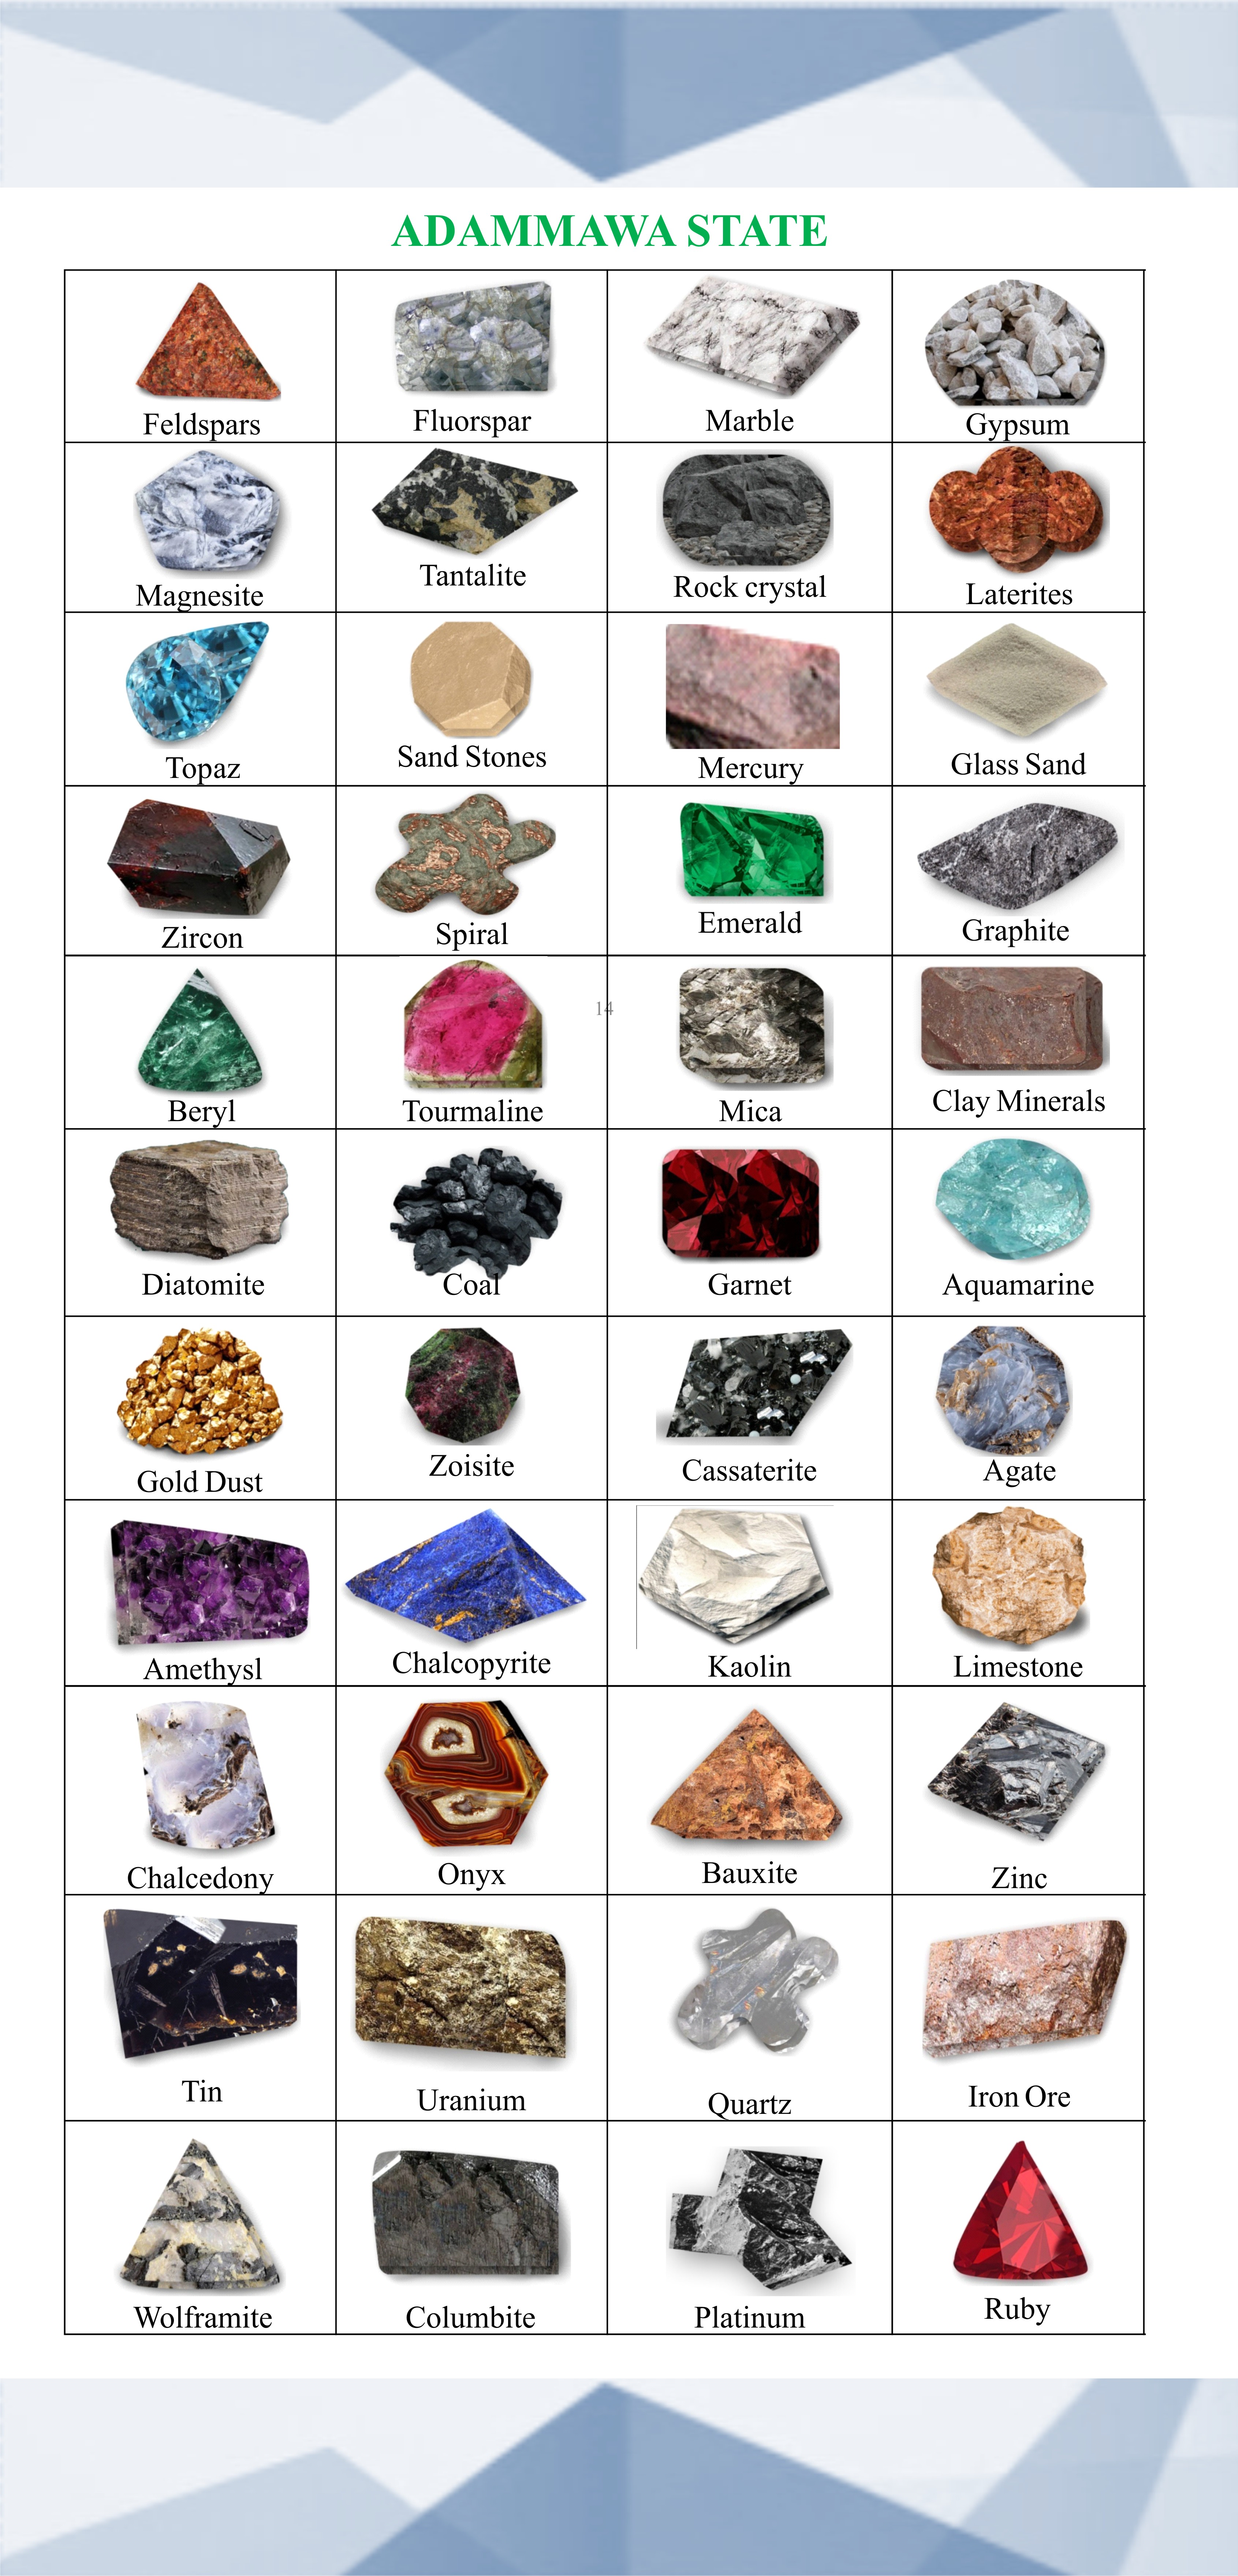 ADAMMAWA STATE
Feldspars
Fluorspar
Marble
Gypsum
Magnesite
Tantalite
Rock crystal
Laterites
Topaz
Sand Stones
Mercury
Glass Sand
Zircon
Spiral
Emerald
Graphite
14
Beryl
Tourmaline
Mica
Clay Minerals
Diatomite
Coal
Garnet
Aquamarine
Gold Dust
Zoisite
Cassaterite
Agate
Amethysl
Chalcopyrite
Kaolin
Limestone
Chalcedony
Onyx
Bauxite
Zinc
Tin
Uranium
Quartz
Iron Ore
Wolframite
Columbite
Platinum
Ruby